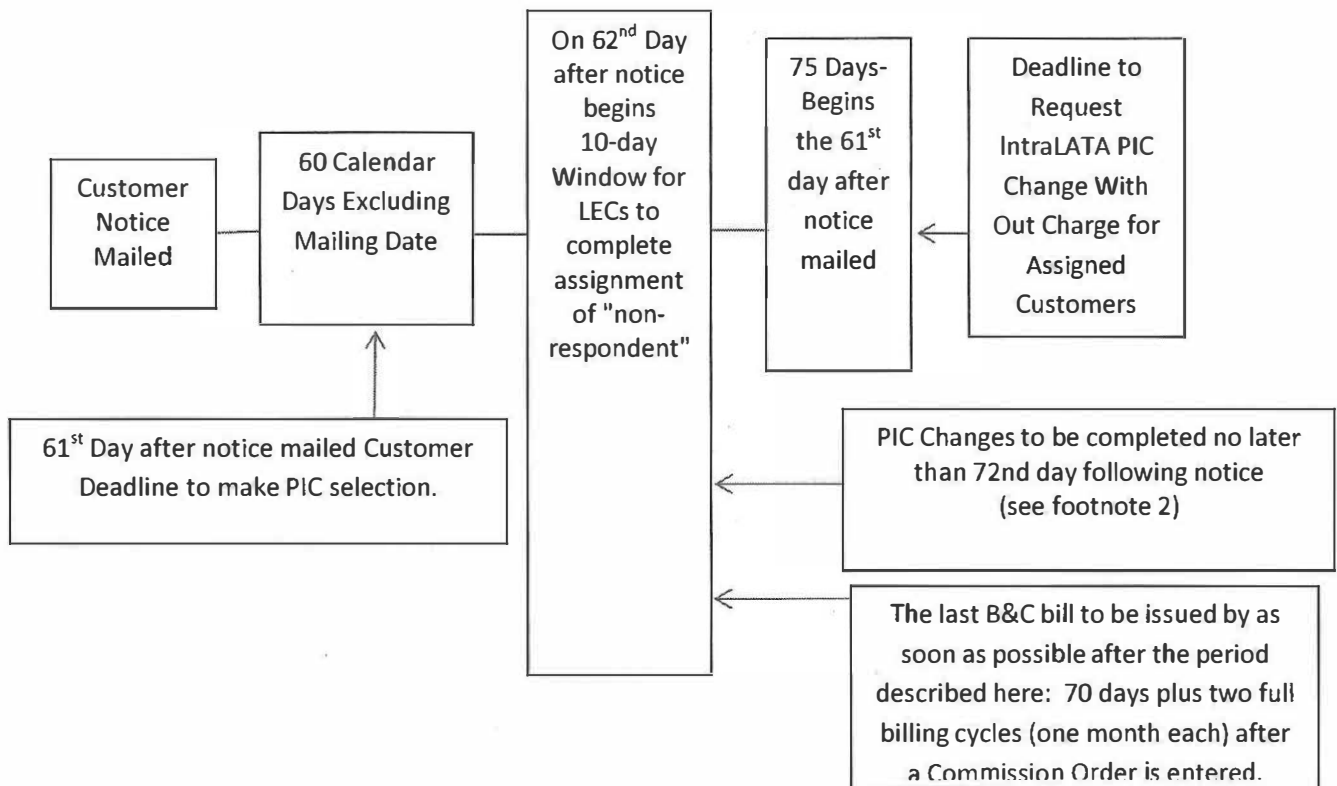 Customer
Notice
Mailed
60 Calendar
Days Excluding
Mailing Date
On 62nd Day
after notice
begins
10-day
Window for
LECs to
complete
assignment
of "non-
respondent"
75 Days-
Begins
the 61st
day after
notice
mailed
Deadline to
Request
IntraLATA PIC
Change With
Out Charge for
Assigned
Customers
61st Day after notice mailed Customer
Deadline to make PIC selection.
PIC Changes to be completed no later
than 72nd day following notice
(see footnote 2)
The last B&C bill to be issued by as
soon as possible after the period
described here: 70 days plus two full
billing cycles (one month each) after
a Commission Order is entered.